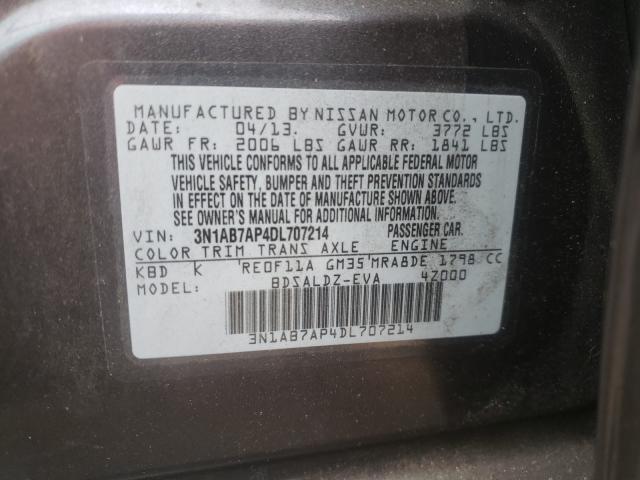 MANUFACTURED BY NISSAN MOTOR CO., LTD.
DATE: 04/13. GVWR: 3772 LBS
GAWR FR: 2006 LBS GAWR RR: 1841 LBS
THIS VEHICLE CONFORMS TO ALL APPLICABLE FEDERAL MOTOR
VEHICLE SAFETY, BUMPER AND THEFT PREVENTION STANDARDS
IN EFFECT ON THE DATE OF MANUFACTURE SHOWN ABOVE.
SEE OWNER'S MANUAL FOR ADDITIONAL INFORMATION.
VIN: 3N1AB7AP4DL707214 PASSENGER CAR.
COLOR TRIM TRANS AXLE ENGINE
KBD K RE0F11A GM35 MRA8DE 1798 CC
MODEL: BDSALDZ-EVA 4Z000
3N1AB7AP4DL707214